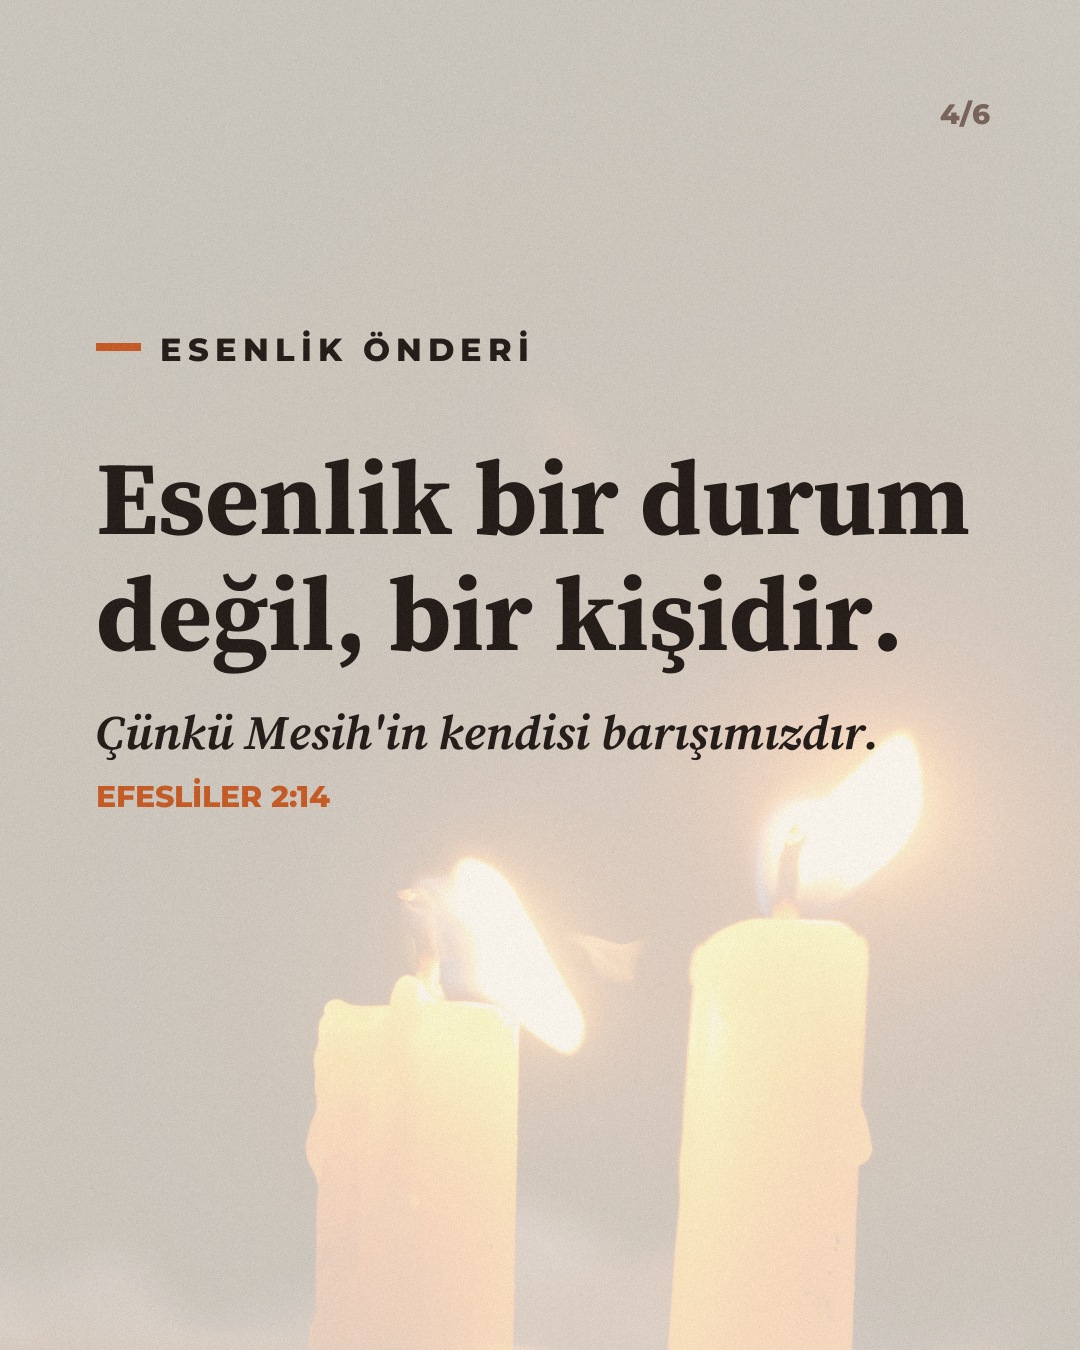 4/6
ESENLİK ÖNDERİ
Esenlik bir durum
değil, bir kişidir.
Çünkü Mesih'in kendisi barışımızdır.
EFESLİLER 2:14